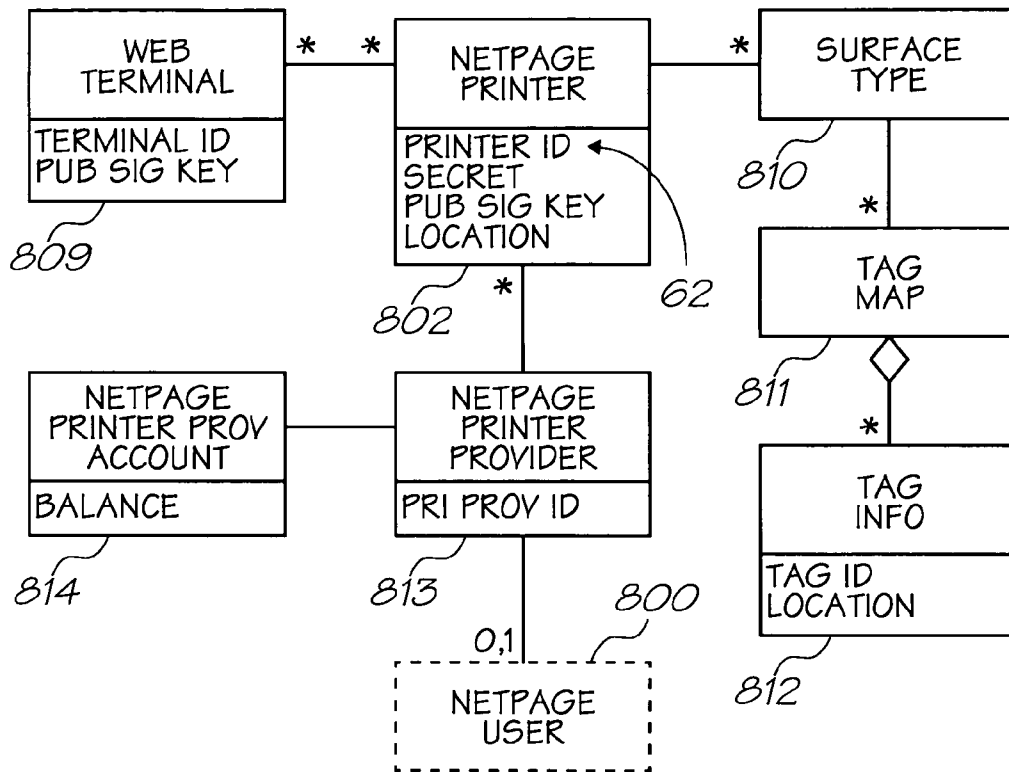 WEB
TERMINAL
TERMINAL ID
PUB SIG KEY
809
* *
NETPAGE
PRINTER
PRINTER ID
SECRET
PUB SIG KEY
LOCATION
802
62
*
*
SURFACE
TYPE
810
*
TAG
MAP
811
*
TAG
INFO
TAG ID
LOCATION
812
NETPAGE
PRINTER PROV
ACCOUNT
BALANCE
814
NETPAGE
PRINTER
PROVIDER
PRI PROV ID
813
0,1
800
NETPAGE
USER